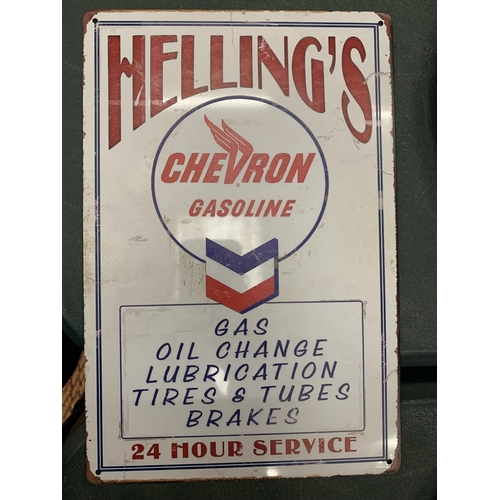 HELLING'S
CHEVRON
GASOLINE
GAS
OIL CHANGE
LUBRICATION
TIRES & TUBES
BRAKES
24 HOUR SERVICE